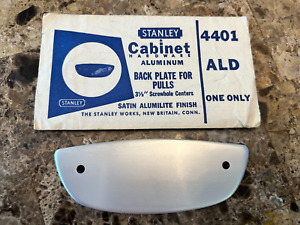 STANLEY
Cabinet
HARDWARE
ALUMINUM
BACK PLATE FOR
PULLS
3½" Screwhole Centers
STANLEY
SATIN ALUMILITE FINISH
THE STANLEY WORKS, NEW BRITAIN, CONN.
4401
ALD
ONE ONLY